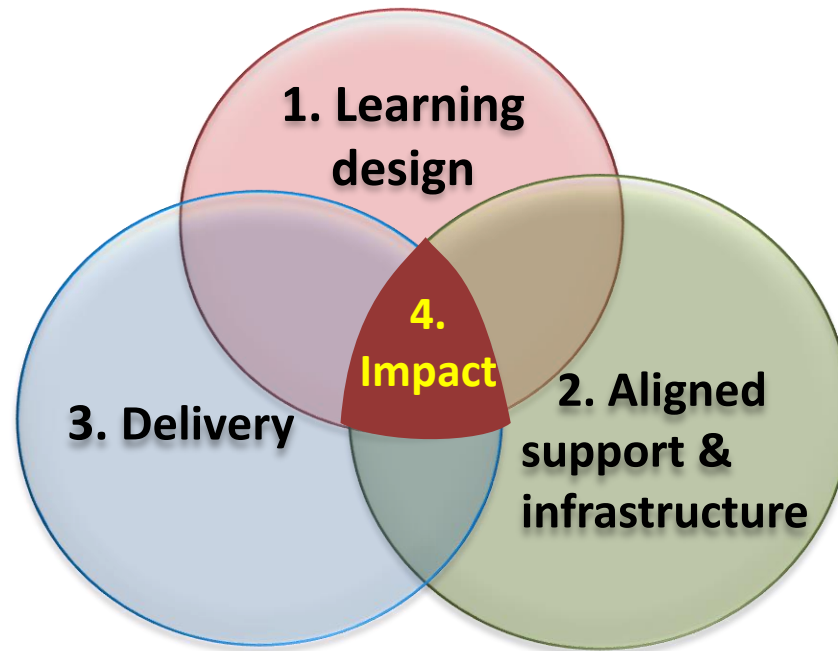 1. Learning
design
2. Aligned
support &
infrastructure
3. Delivery
4.
Impact